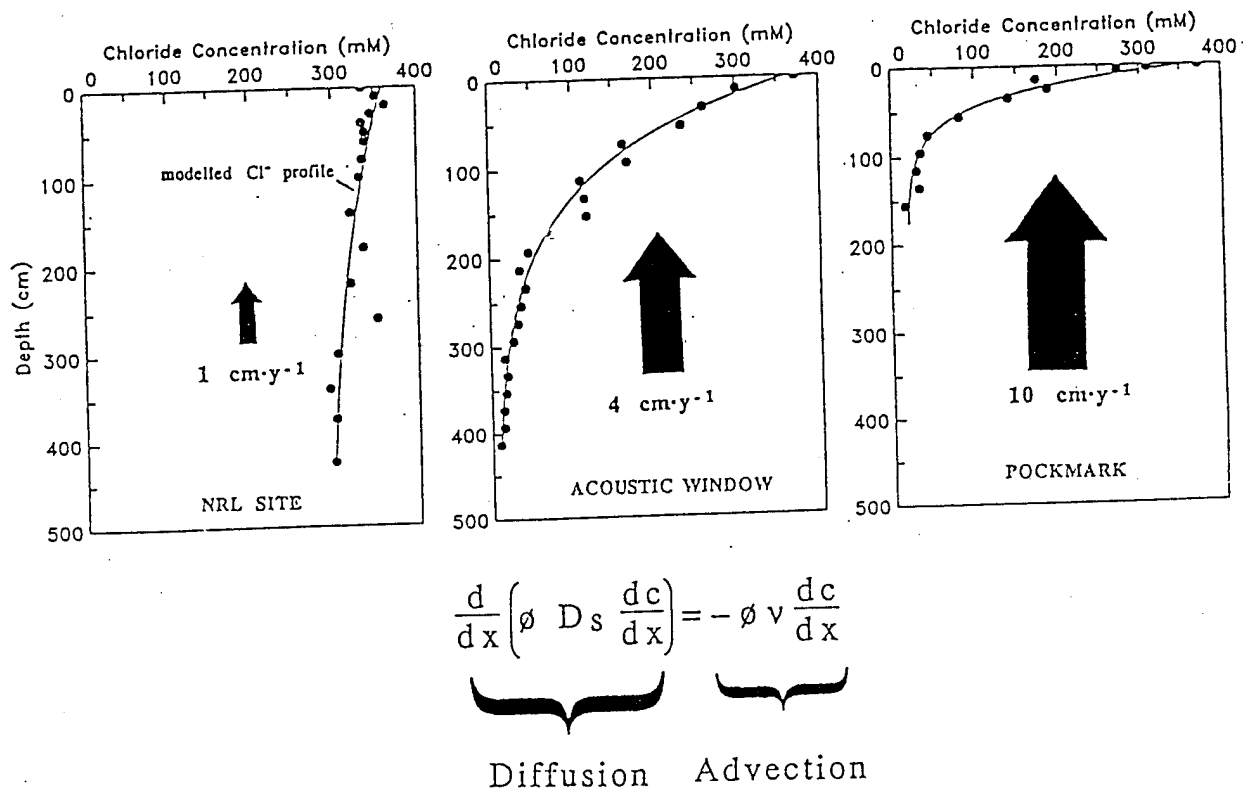 Chloride Concentration (mM)
0 100 200 300 400
0
100
200
300
400
500
Depth (cm)
modelled Cl⁻ profile
1 cm·y⁻¹
NRL SITE
Chloride Concentration (mM)
0 100 200 300 400
0
100
200
300
400
500
4 cm·y⁻¹
ACOUSTIC WINDOW
Chloride Concentration (mM)
0 100 200 300 400
0
100
200
300
400
500
10 cm·y⁻¹
POCKMARK
d/dx (ø Ds dc/dx) = - ø v dc/dx
Diffusion Advection